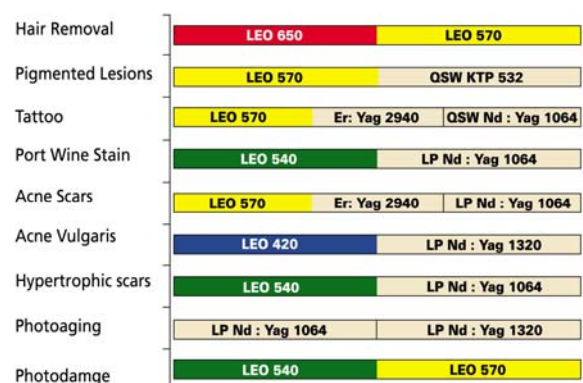 Hair Removal LEO 650 LEO 570
Pigmented Lesions LEO 570 QSW KTP 532
Tattoo LEO 570 Er: Yag 2940 QSW Nd : Yag 1064
Port Wine Stain LEO 540 LP Nd : Yag 1064
Acne Scars LEO 570 Er: Yag 2940 LP Nd : Yag 1064
Acne Vulgaris LEO 420 LP Nd : Yag 1320
Hypertrophic scars LEO 540 LP Nd : Yag 1064
Photoaging LP Nd : Yag 1064 LP Nd : Yag 1320
Photodamge LEO 540 LEO 570